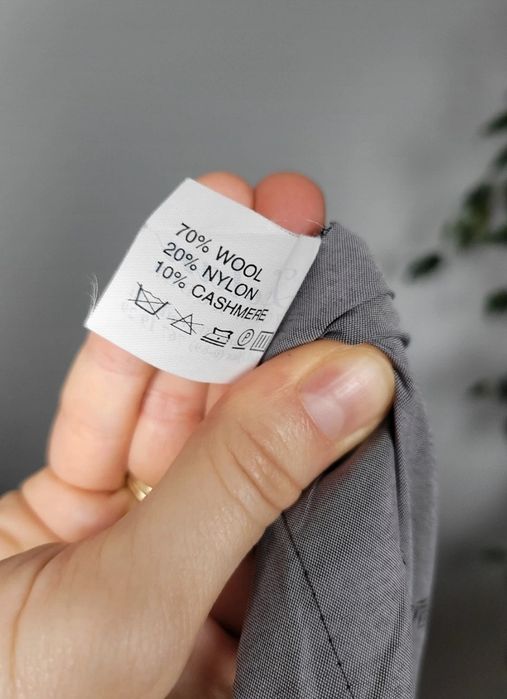 70% WOOL
20% NYLON
10% CASHMERE
P